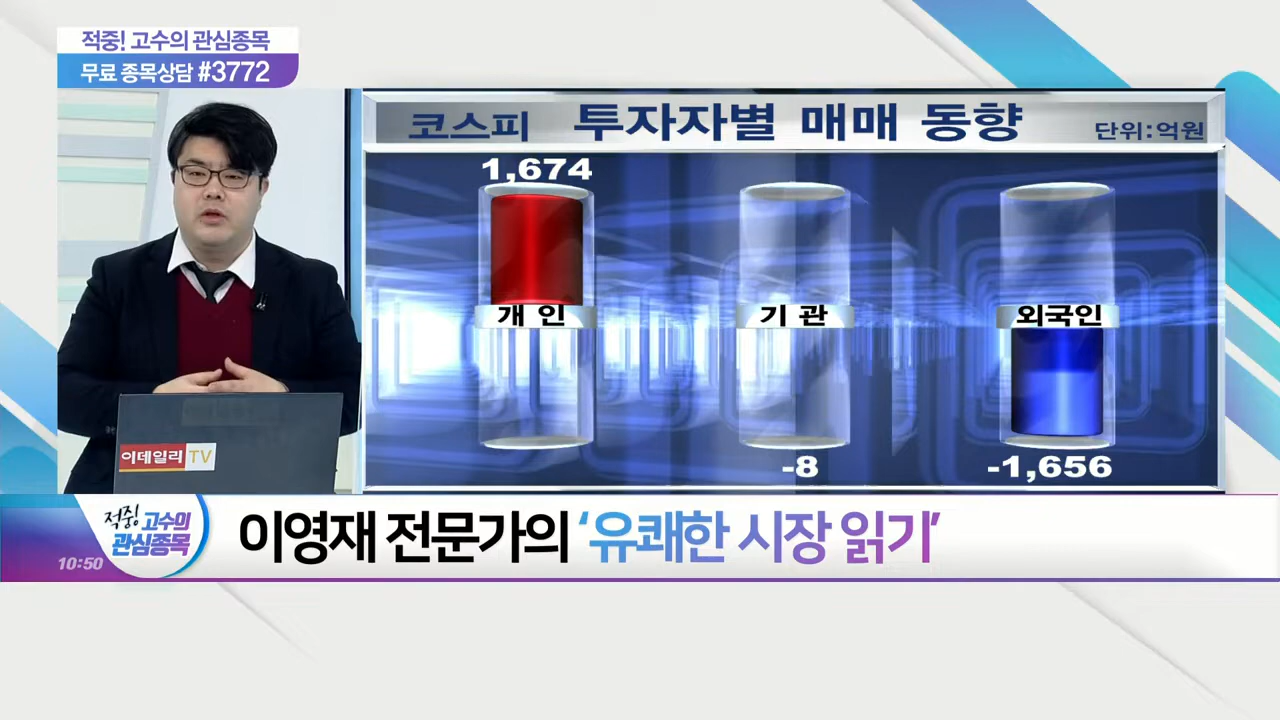 적중! 고수의 관심종목
무료 종목상담 #3772
코스피 투자자별 매매 동향 단위:억원
1,674
개 인
기 관
외국인
-8
-1,656
이데일리 TV
적중! 고수의
관심종목
10:50
이영재 전문가의 ‘유쾌한 시장 읽기’